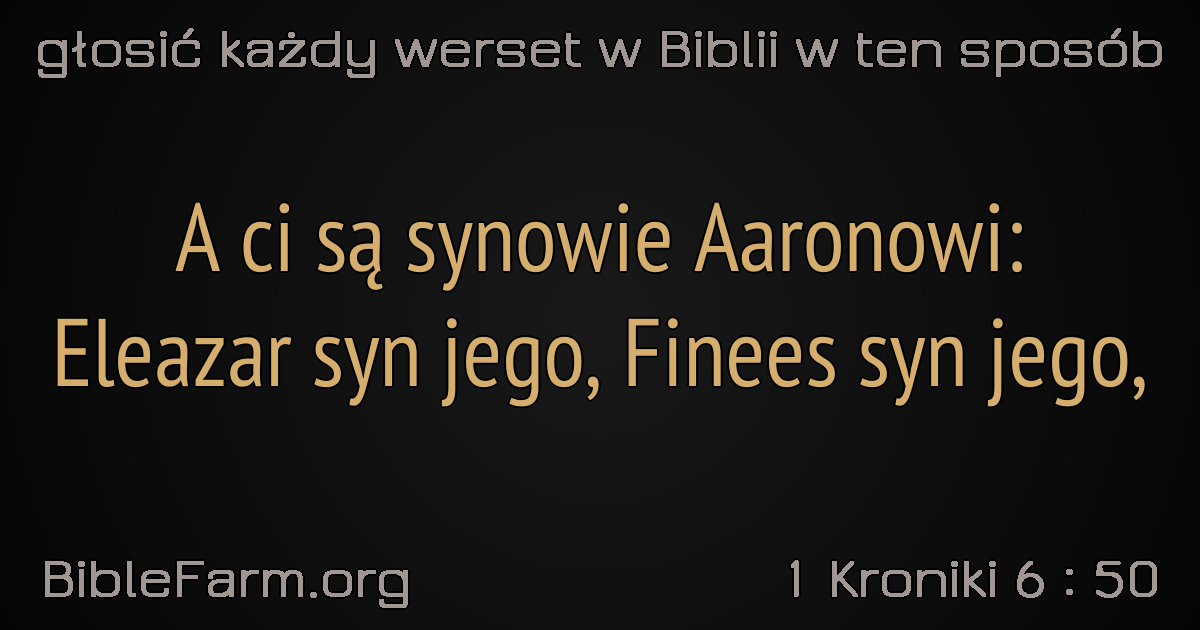 głosić każdy werset w Biblii w ten sposób
A ci są synowie Aaronowi:
Eleazar syn jego, Finees syn jego,
BibleFarm.org
1 Kroniki 6 : 50